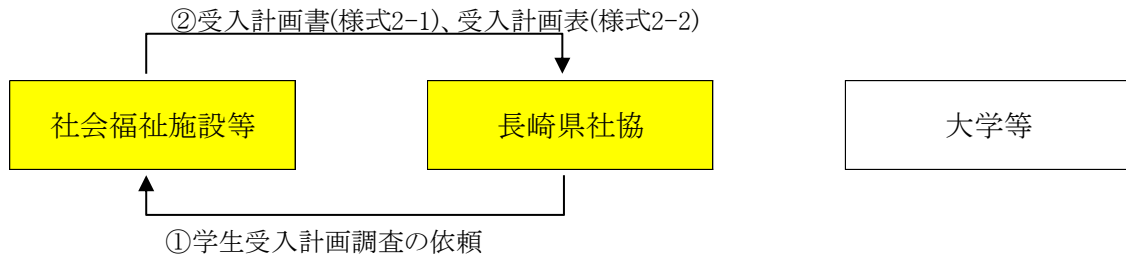 ②受入計画書(様式2-1)、受入計画表(様式2-2)
社会福祉施設等
長崎県社協
大学等
①学生受入計画調査の依頼